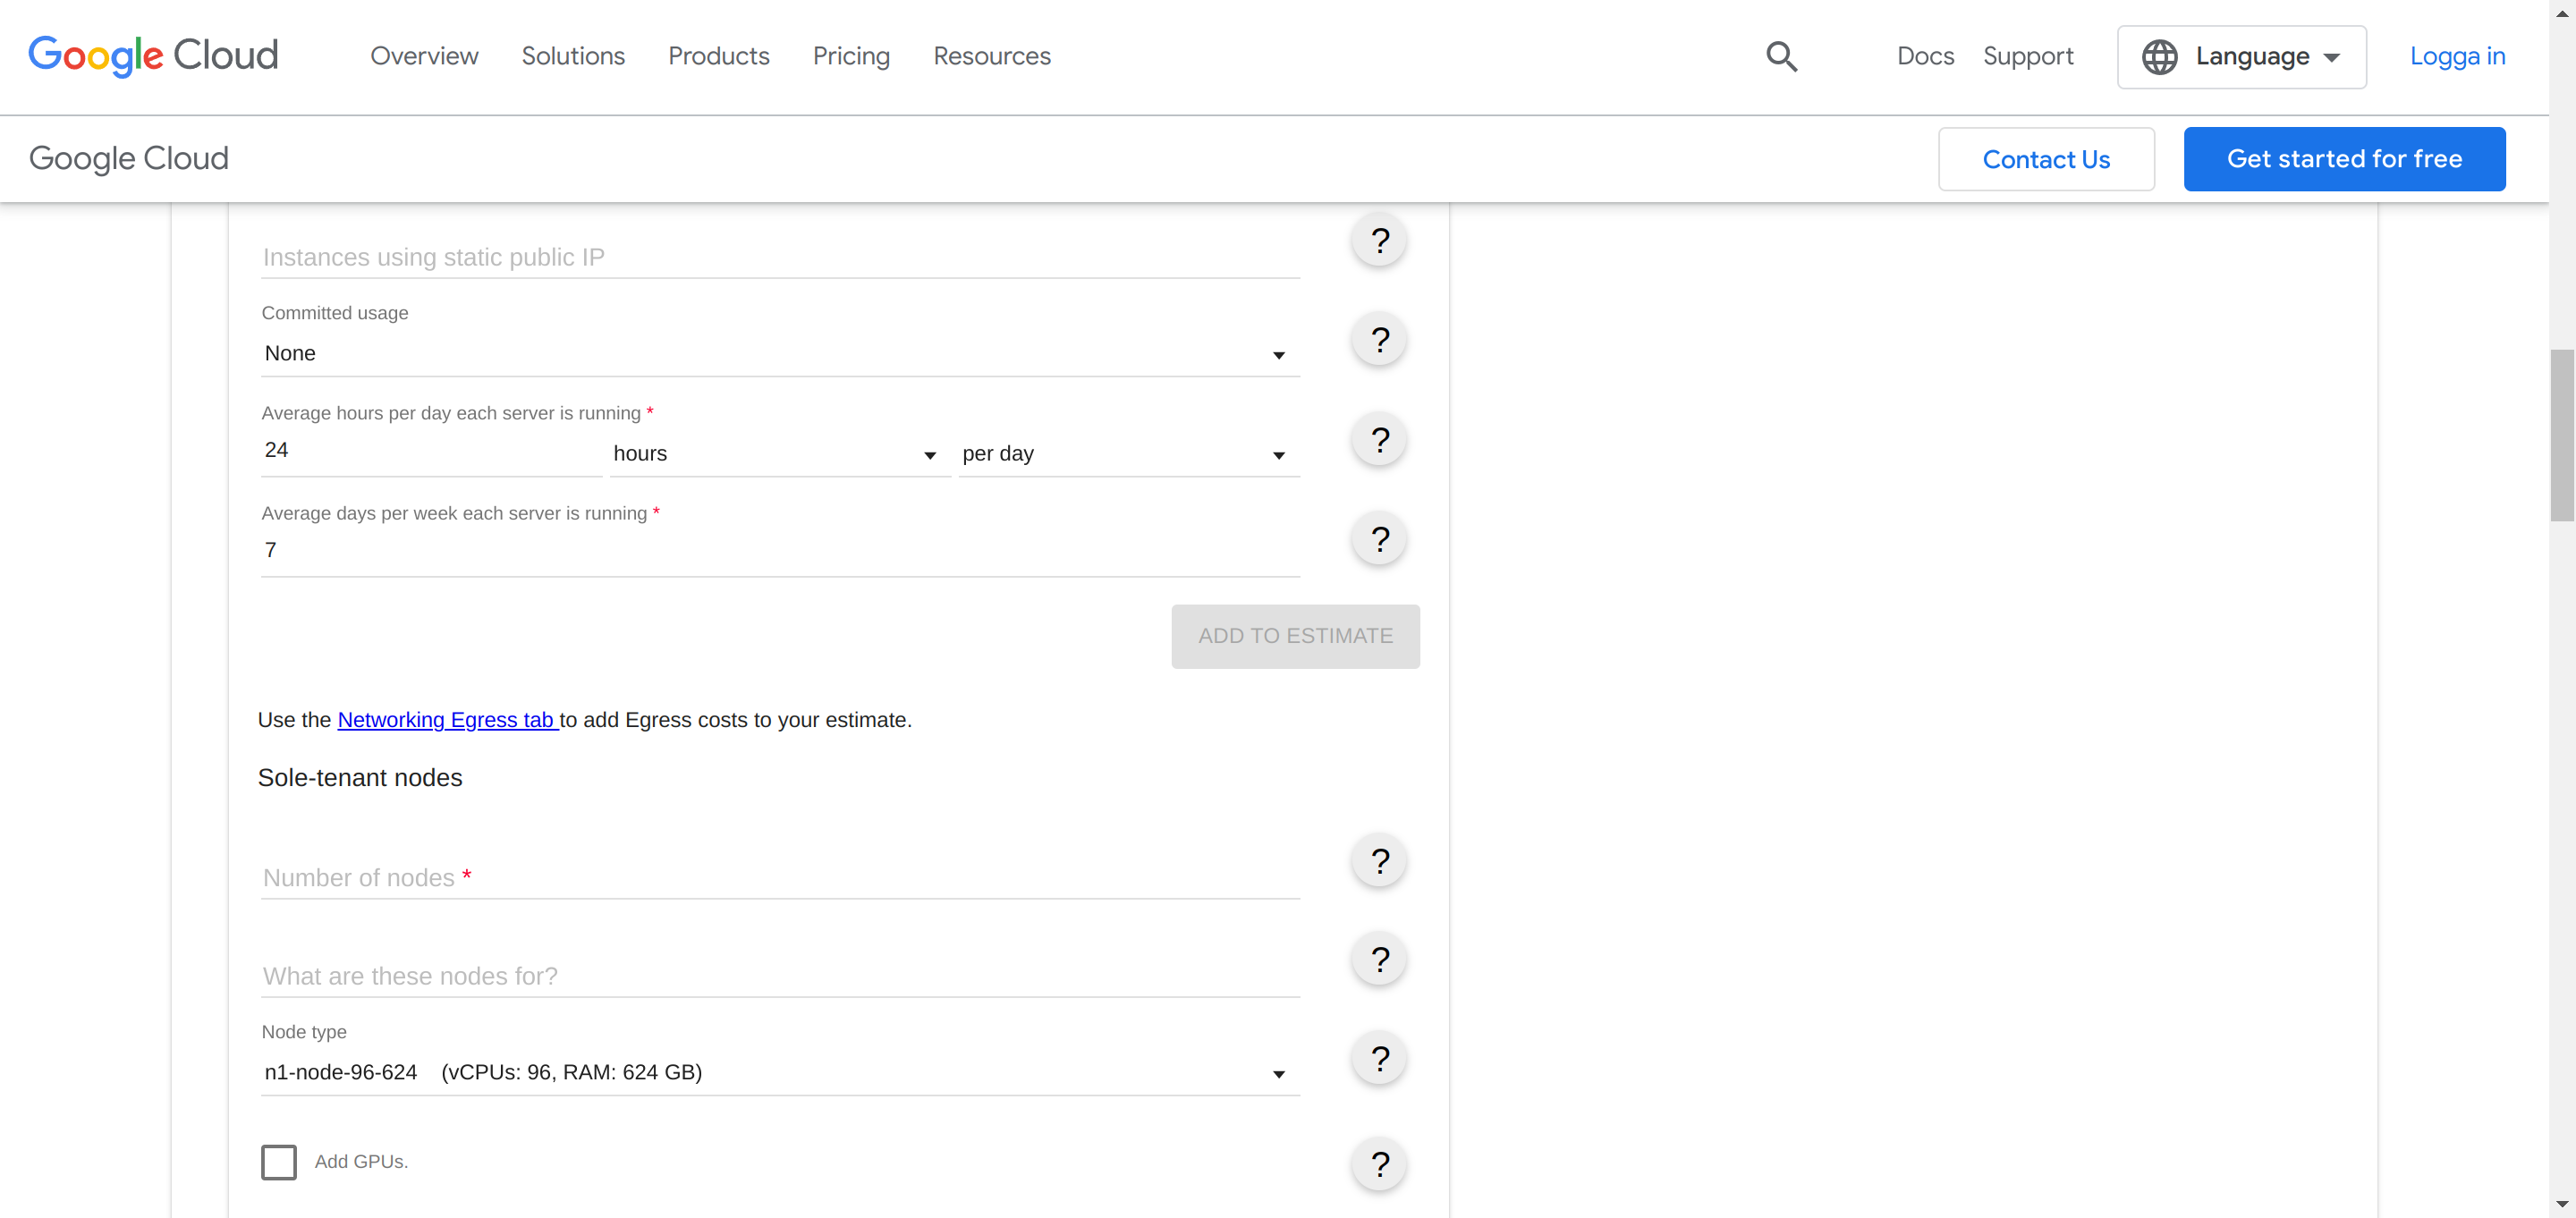 Google Cloud Overview Solutions Products Pricing Resources Docs Support Language Logga in
Google Cloud Contact Us Get started for free
Instances using static public IP ?
Committed usage
None ?
Average hours per day each server is running *
24 hours per day ?
Average days per week each server is running *
7 ?
ADD TO ESTIMATE
Use the Networking Egress tab to add Egress costs to your estimate.
Sole-tenant nodes
Number of nodes * ?
What are these nodes for? ?
Node type
n1-node-96-624 (vCPUs: 96, RAM: 624 GB) ?
Add GPUs. ?